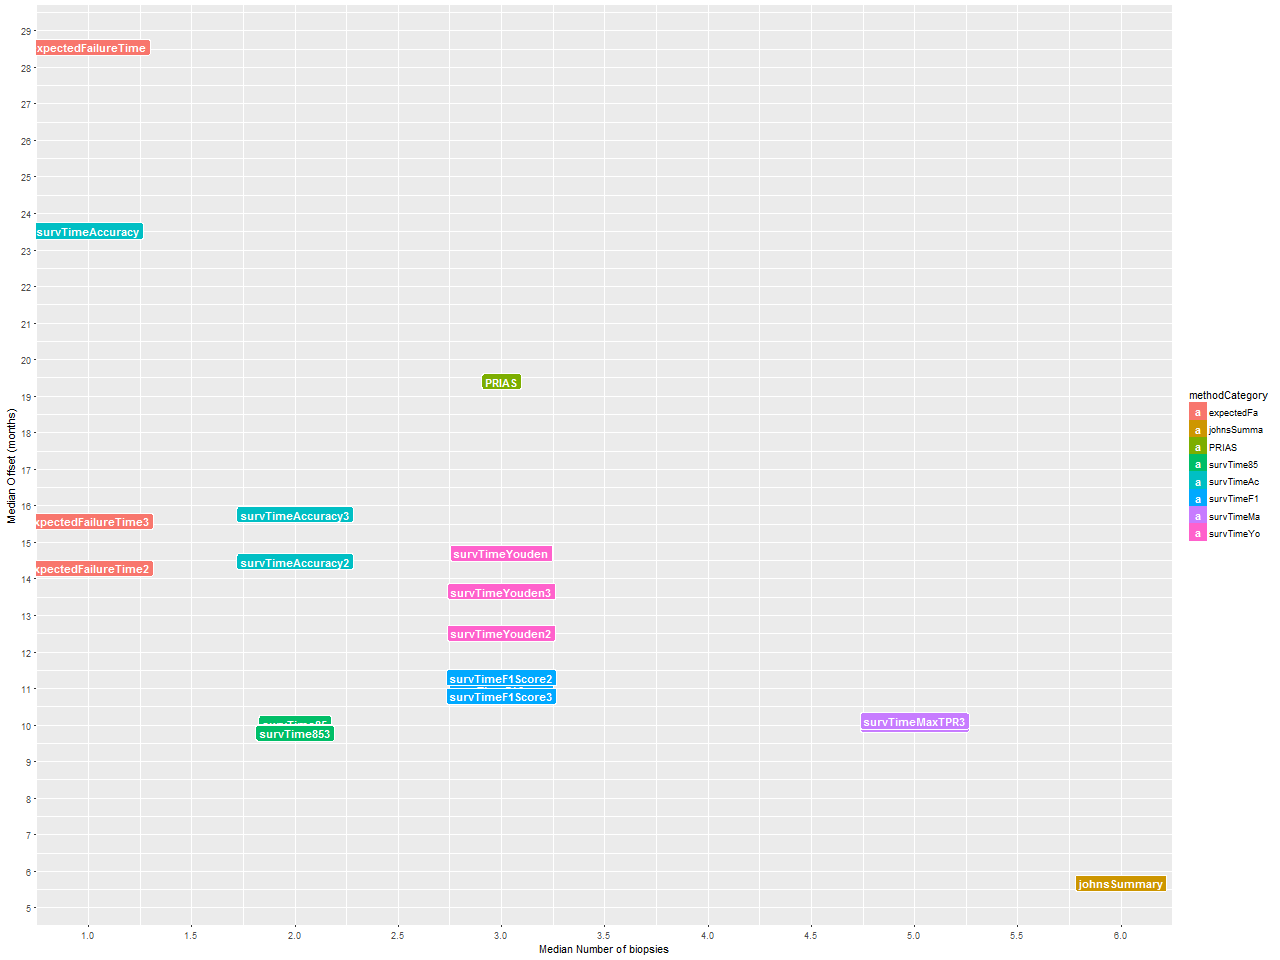 29
28
27
26
25
24
23
22
21
20
19
18
17
16
15
14
13
12
11
10
9
8
7
6
5
Median Offset (months)
xpectedFailureTime
survTimeAccuracy
PRIAS
survTimeAccuracy3
xpectedFailureTime3
survTimeYouden
survTimeAccuracy2
xpectedFailureTime2
survTimeYouden3
survTimeYouden2
survTimeF1Score2
survTimeF1Score3
survTime853
survTimeMaxTPR3
johnsSummary
1.0 1.5 2.0 2.5 3.0 3.5 4.0 4.5 5.0 5.5 6.0
Median Number of biopsies
methodCategory
a expectedFa
a johnsSumma
a PRIAS
a survTime85
a survTimeAc
a survTimeF1
a survTimeMa
a survTimeYo